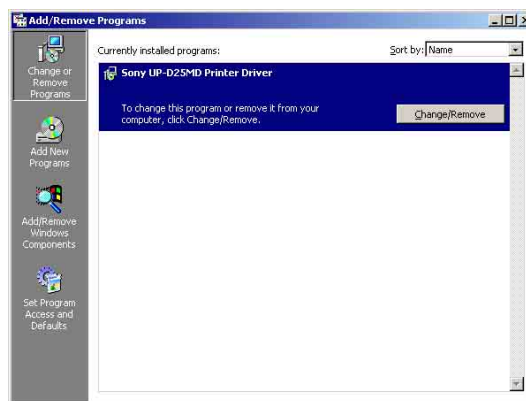 Add/Remove Programs
Change or
Remove
Programs
Add New
Programs
Add/Remove
Windows
Components
Set Program
Access and
Defaults
Currently installed programs:
Sort by: Name
Sony UP-D25MD Printer Driver
To change this program or remove it from your
computer, click Change/Remove.
Change/Remove